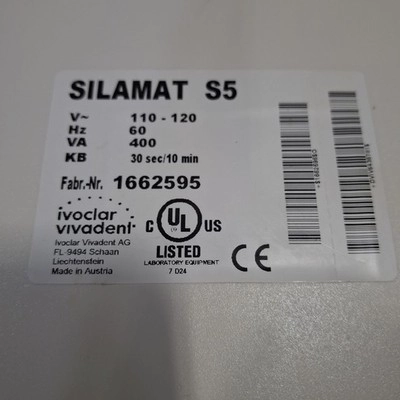 SILAMAT S5
V~ 110 - 120
Hz 60
VA 400
KB 30 sec/10 min
Fabr.-Nr. 1662595
ivoclar
vivadent
Ivoclar Vivadent AG
FL-9494 Schaan
Liechtenstein
Made in Austria
C UL US
LISTED
LABORATORY EQUIPMENT
7 D24
CE